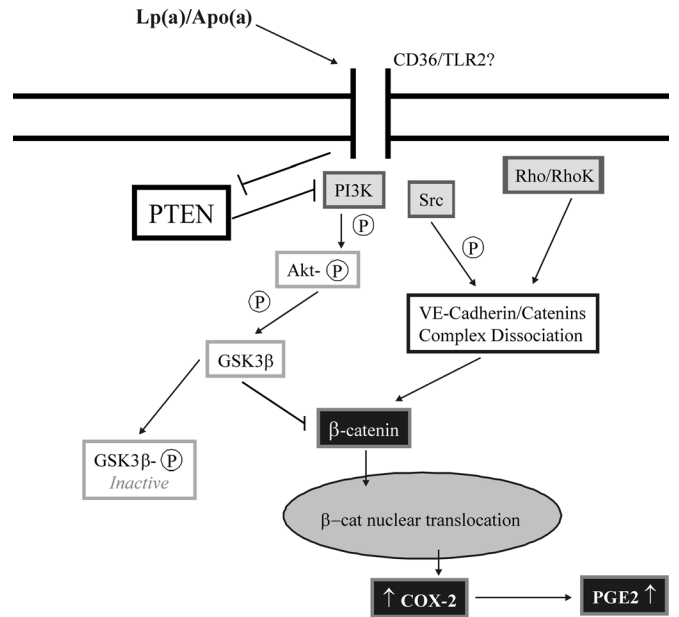 Lp(a)/Apo(a)
CD36/TLR2?
PTEN
PI3K
Src
Rho/RhoK
P
P
Akt- P
P
VE-Cadherin/Catenins
Complex Dissociation
GSK3β
β-catenin
GSK3β- P
Inactive
β–cat nuclear translocation
↑ COX-2
PGE2 ↑